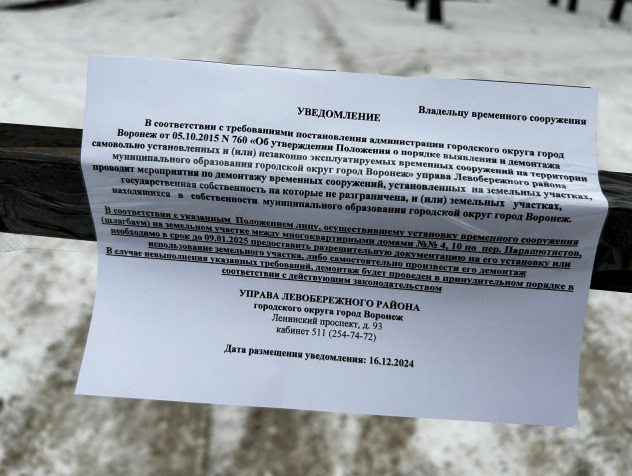 Владельцу временного сооружения
УВЕДОМЛЕНИЕ
В соответствии с требованиями постановления администрации городского округа город
Воронеж от 05.10.2015 N 760 «Об утверждении Положения о порядке выявления и демонтажа
самовольно установленных и (или) незаконно эксплуатируемых временных сооружений на территории
муниципального образования городской округ город Воронеж» управа Левобережного района
проводит мероприятия по демонтажу временных сооружений, установленных на земельных участках,
государственная собственность на которые не разграничена, и (или) земельных участках,
находящихся в собственности муниципального образования городской округ город Воронеж.
В соответствии с указанным Положением лицу, осуществившему установку временного сооружения
(шлагбаум) на земельном участке между многоквартирными домами №№ 4, 10 по пер. Парашютистов,
необходимо в срок до 09.01.2025 предоставить разрешительную документацию на его установку или
использование земельного участка, либо самостоятельно произвести его демонтаж
В случае невыполнения указанных требований, демонтаж будет проведен в принудительном порядке в
соответствии с действующим законодательством
УПРАВА ЛЕВОБЕРЕЖНОГО РАЙОНА
городского округа город Воронеж
Ленинский проспект, д. 93
кабинет 511 (254-74-72)
Дата размещения уведомления: 16.12.2024